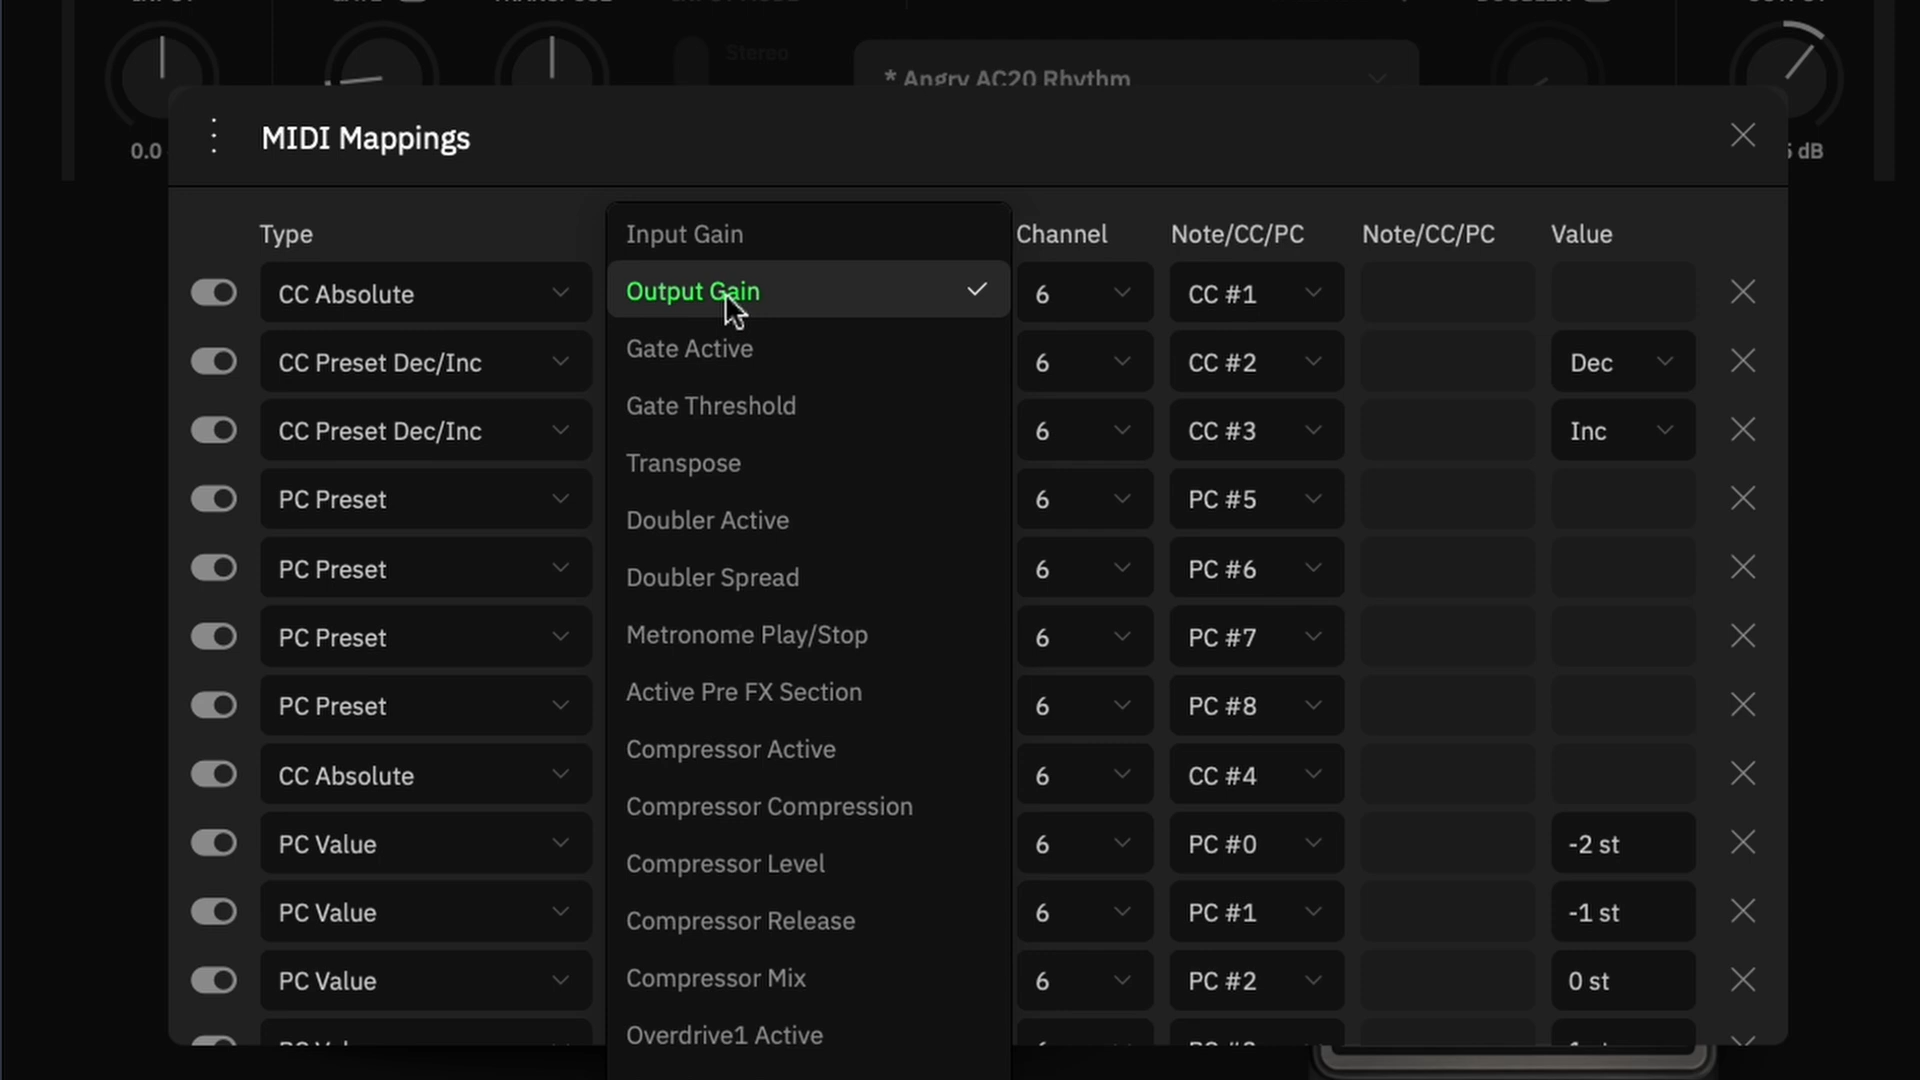 Stereo
* Angry AC20 Rhythm
0.0
dB
MIDI Mappings
Type Channel Note/CC/PC Note/CC/PC Value
Input Gain
CC Absolute Output Gain 6 CC #1
Gate Active
CC Preset Dec/Inc 6 CC #2 Dec
Gate Threshold
CC Preset Dec/Inc 6 CC #3 Inc
Transpose
PC Preset 6 PC #5
Doubler Active
PC Preset 6 PC #6
Doubler Spread
PC Preset Metronome Play/Stop 6 PC #7
PC Preset Active Pre FX Section 6 PC #8
Compressor Active
CC Absolute 6 CC #4
Compressor Compression
PC Value 6 PC #0 -2 st
Compressor Level
PC Value Compressor Release 6 PC #1 -1 st
PC Value Compressor Mix 6 PC #2 0 st
Overdrive1 Active